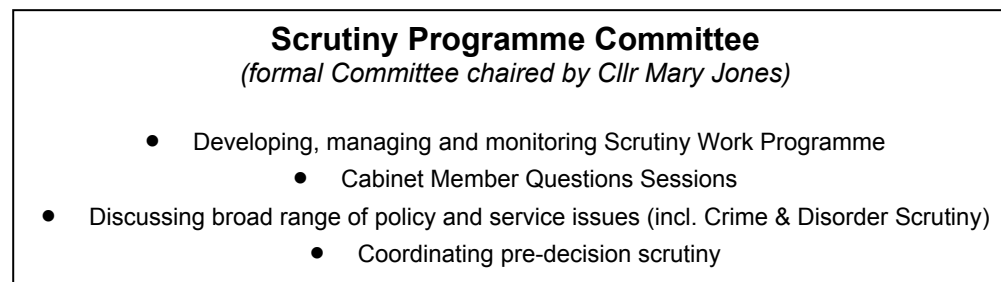 Scrutiny Programme Committee
(formal Committee chaired by Cllr Mary Jones)
● Developing, managing and monitoring Scrutiny Work Programme
● Cabinet Member Questions Sessions
● Discussing broad range of policy and service issues (incl. Crime & Disorder Scrutiny)
● Coordinating pre-decision scrutiny